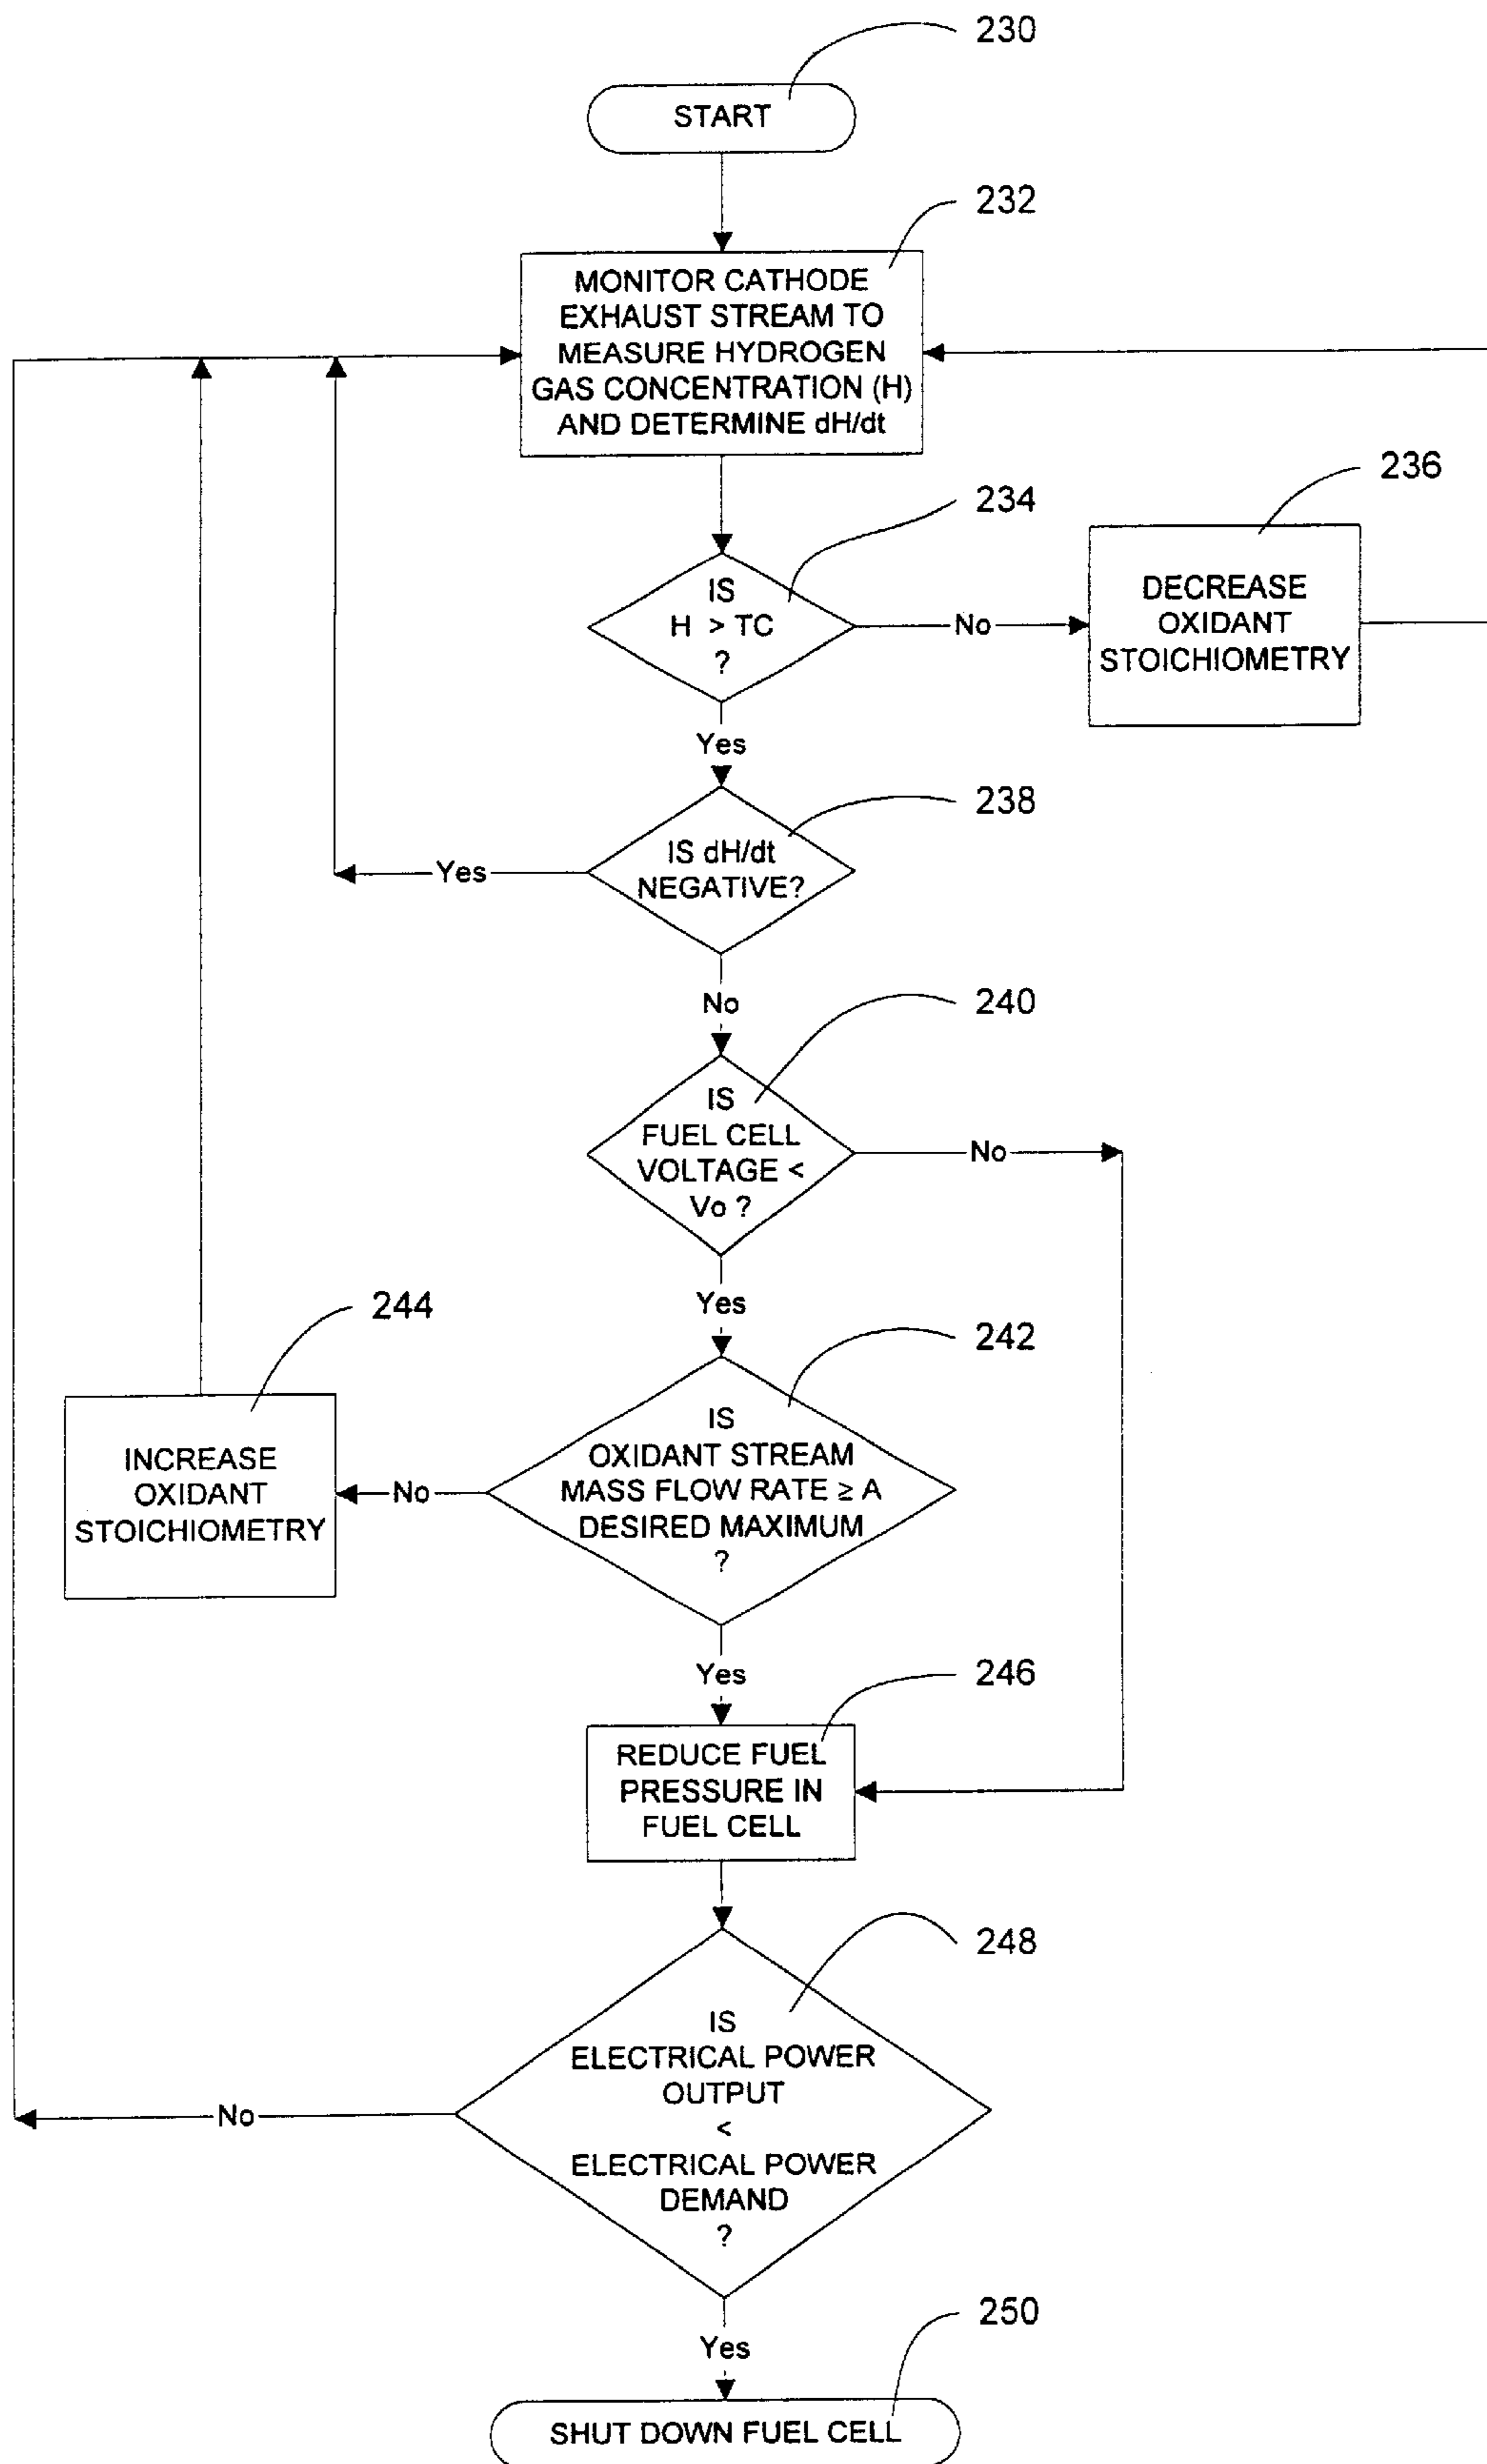 230
START
232
MONITOR CATHODE
EXHAUST STREAM TO
MEASURE HYDROGEN
GAS CONCENTRATION (H)
AND DETERMINE dH/dt
234
236
IS
H > TC
?
No
DECREASE
OXIDANT
STOICHIOMETRY
Yes
238
IS dH/dt
NEGATIVE?
Yes
No
240
IS
FUEL CELL
VOLTAGE <
Vo ?
No
Yes
244
242
IS
OXIDANT STREAM
MASS FLOW RATE ≥ A
DESIRED MAXIMUM
?
No
INCREASE
OXIDANT
STOICHIOMETRY
Yes
246
REDUCE FUEL
PRESSURE IN
FUEL CELL
248
IS
ELECTRICAL POWER
OUTPUT
<
ELECTRICAL POWER
DEMAND
?
No
Yes
250
SHUT DOWN FUEL CELL